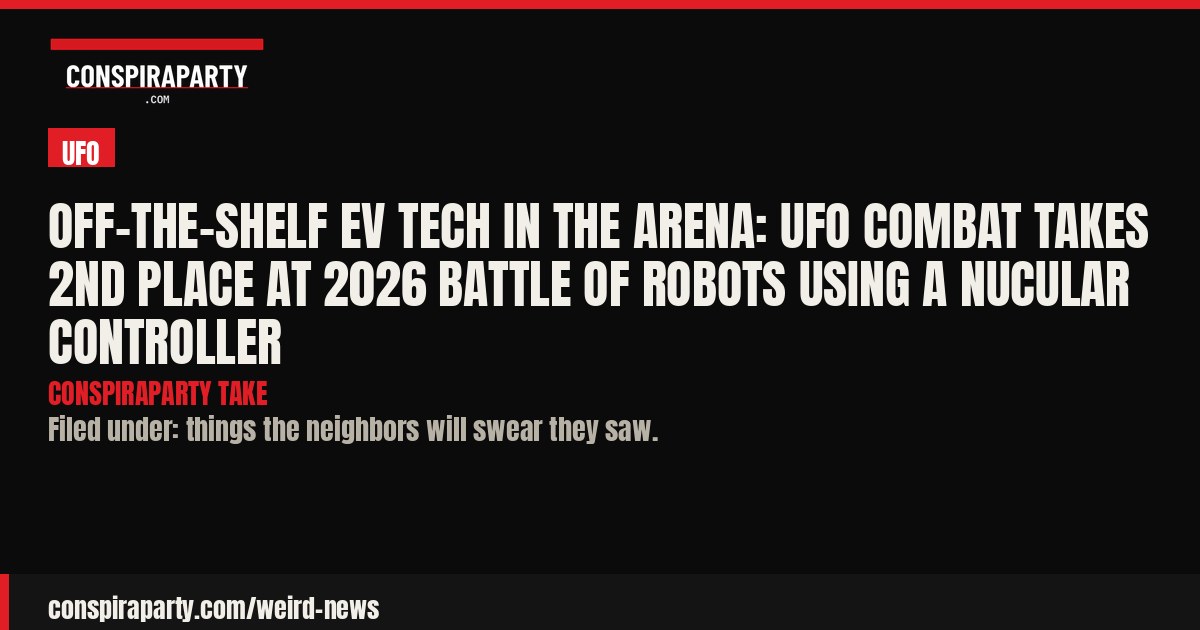 CONSPIRAPARTY
.COM
UFO
OFF-THE-SHELF EV TECH IN THE ARENA: UFO COMBAT TAKES
2ND PLACE AT 2026 BATTLE OF ROBOTS USING A NUCULAR
CONTROLLER
CONSPIRAPARTY TAKE
Filed under: things the neighbors will swear they saw.
conspiraparty.com/weird-news